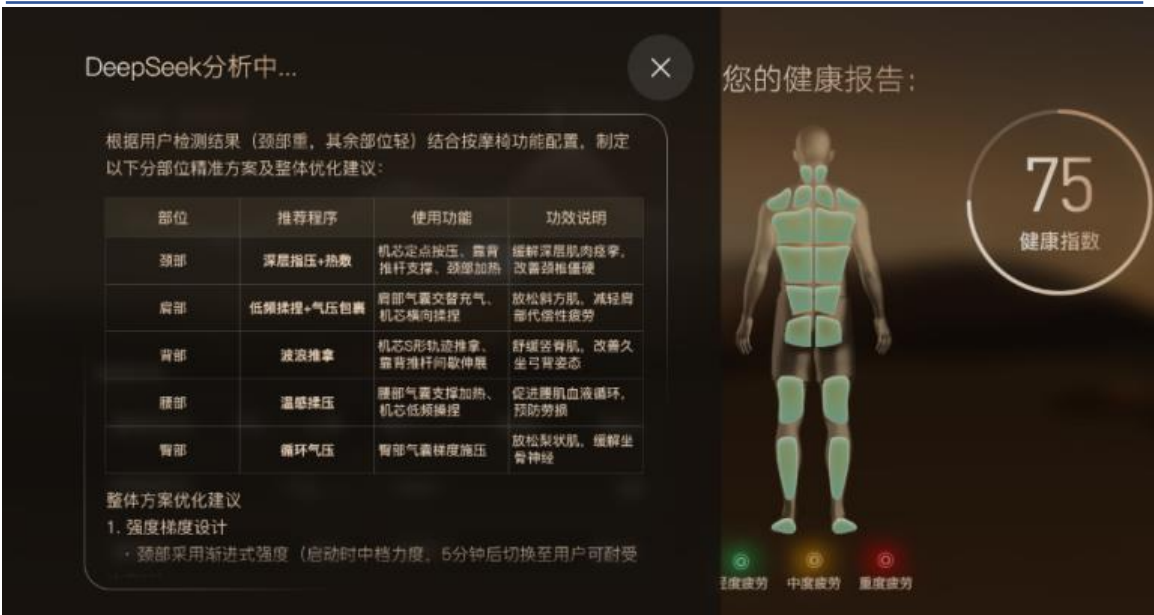 DeepSeek分析中...
您的健康报告：
根据用户检测结果（颈部重，其余部位轻）结合按摩椅功能配置，制定
以下分部位精准方案及整体优化建议：
部位 推荐程序 使用功能 功效说明
颈部 深层指压+热敷 机芯定点按压、靠背推杆支撑、颈部加热 缓解深层肌肉痉挛，改善颈椎僵硬
肩部 低频揉捏+气压包裹 肩部气囊交替充气、机芯横向揉捏 放松斜方肌，减轻肩部代偿性疲劳
背部 波浪推拿 机芯S形轨迹推拿、靠背推杆间歇伸展 舒缓竖脊肌，改善久坐弓背姿态
腰部 温感揉压 腰部气囊支撑加热、机芯低频揉捏 促进腰肌血液循环，预防劳损
臀部 循环气压 臀部气囊梯度施压 放松梨状肌，缓解坐骨神经
整体方案优化建议
1. 强度梯度设计
· 颈部采用渐进式强度（启动时中档力度，5分钟后切换至用户可耐受
75
健康指数
度疲劳 中度疲劳 重度疲劳